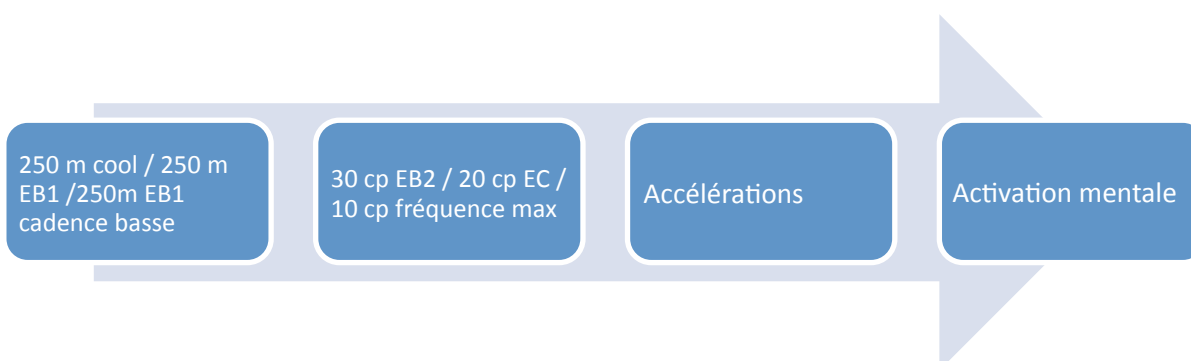 250 m cool / 250 m
EB1 /250m EB1
cadence basse
30 cp EB2 / 20 cp EC /
10 cp fréquence max
Accélérations
Activation mentale